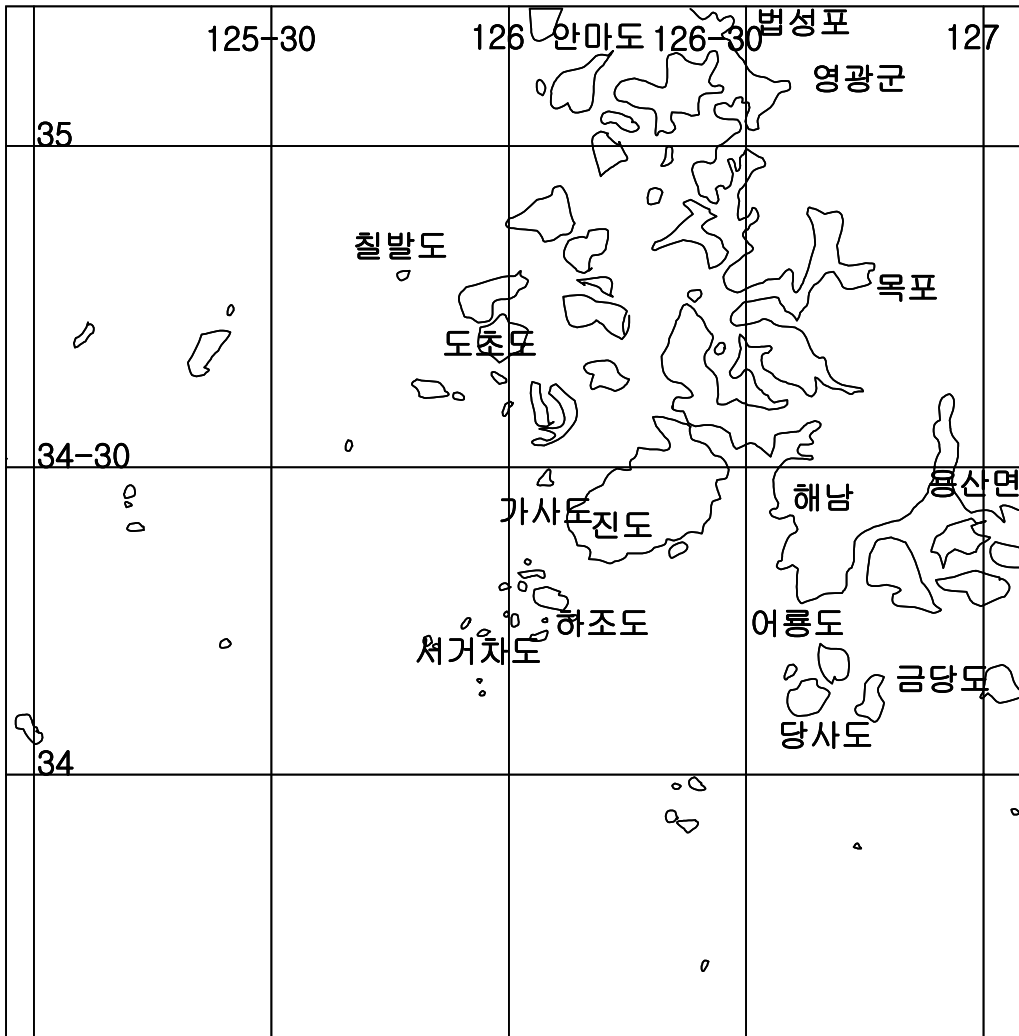 법성포
125-30 126 안마도 126-30 127
영광군
35
칠발도
목포
도초도
34-30
용산면
해남
가사도
진도
하조도
어룡도
서거차도
금당도
당사도
34